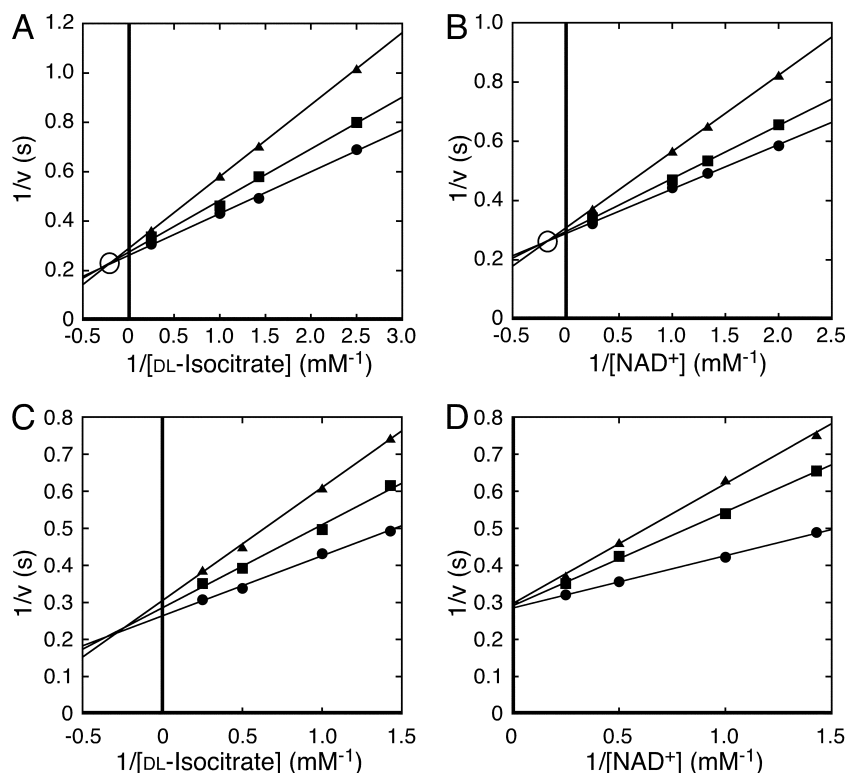 A
1/v (s)
1.2
1.0
0.8
0.6
0.4
0.2
0
-0.5 0 0.5 1.0 1.5 2.0 2.5 3.0
1/[DL-Isocitrate] (mM-1)
B
1/v (s)
1.0
0.8
0.6
0.4
0.2
0
-0.5 0 0.5 1.0 1.5 2.0 2.5
1/[NAD+] (mM-1)
C
1/v (s)
0.8
0.7
0.6
0.5
0.4
0.3
0.2
0.1
0
-0.5 0 0.5 1.0 1.5
1/[DL-Isocitrate] (mM-1)
D
1/v (s)
0.8
0.7
0.6
0.5
0.4
0.3
0.2
0.1
0
0 0.5 1.0 1.5
1/[NAD+] (mM-1)